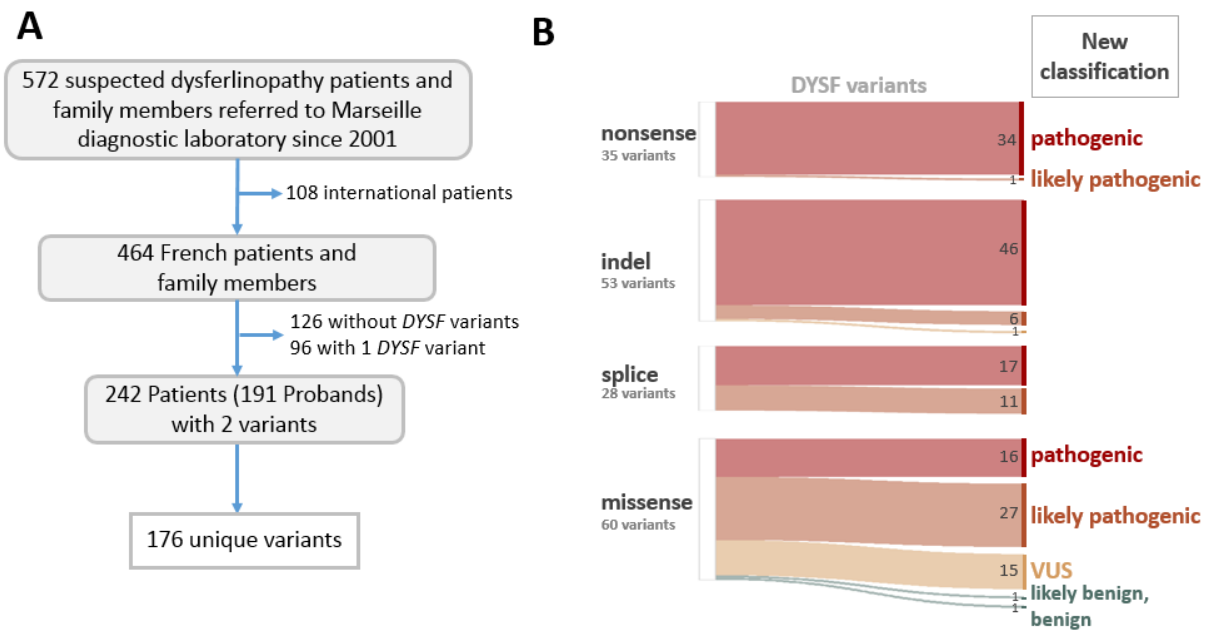 A
572 suspected dysferlinopathy patients and
family members referred to Marseille
diagnostic laboratory since 2001
108 international patients
464 French patients and
family members
126 without DYSF variants
96 with 1 DYSF variant
242 Patients (191 Probands)
with 2 variants
176 unique variants
B
New
classification
DYSF variants
nonsense
35 variants
34
pathogenic
1
likely pathogenic
indel
53 variants
46
6
1
splice
28 variants
17
11
missense
60 variants
16
pathogenic
27
likely pathogenic
15
VUS
1
likely benign,
1
benign